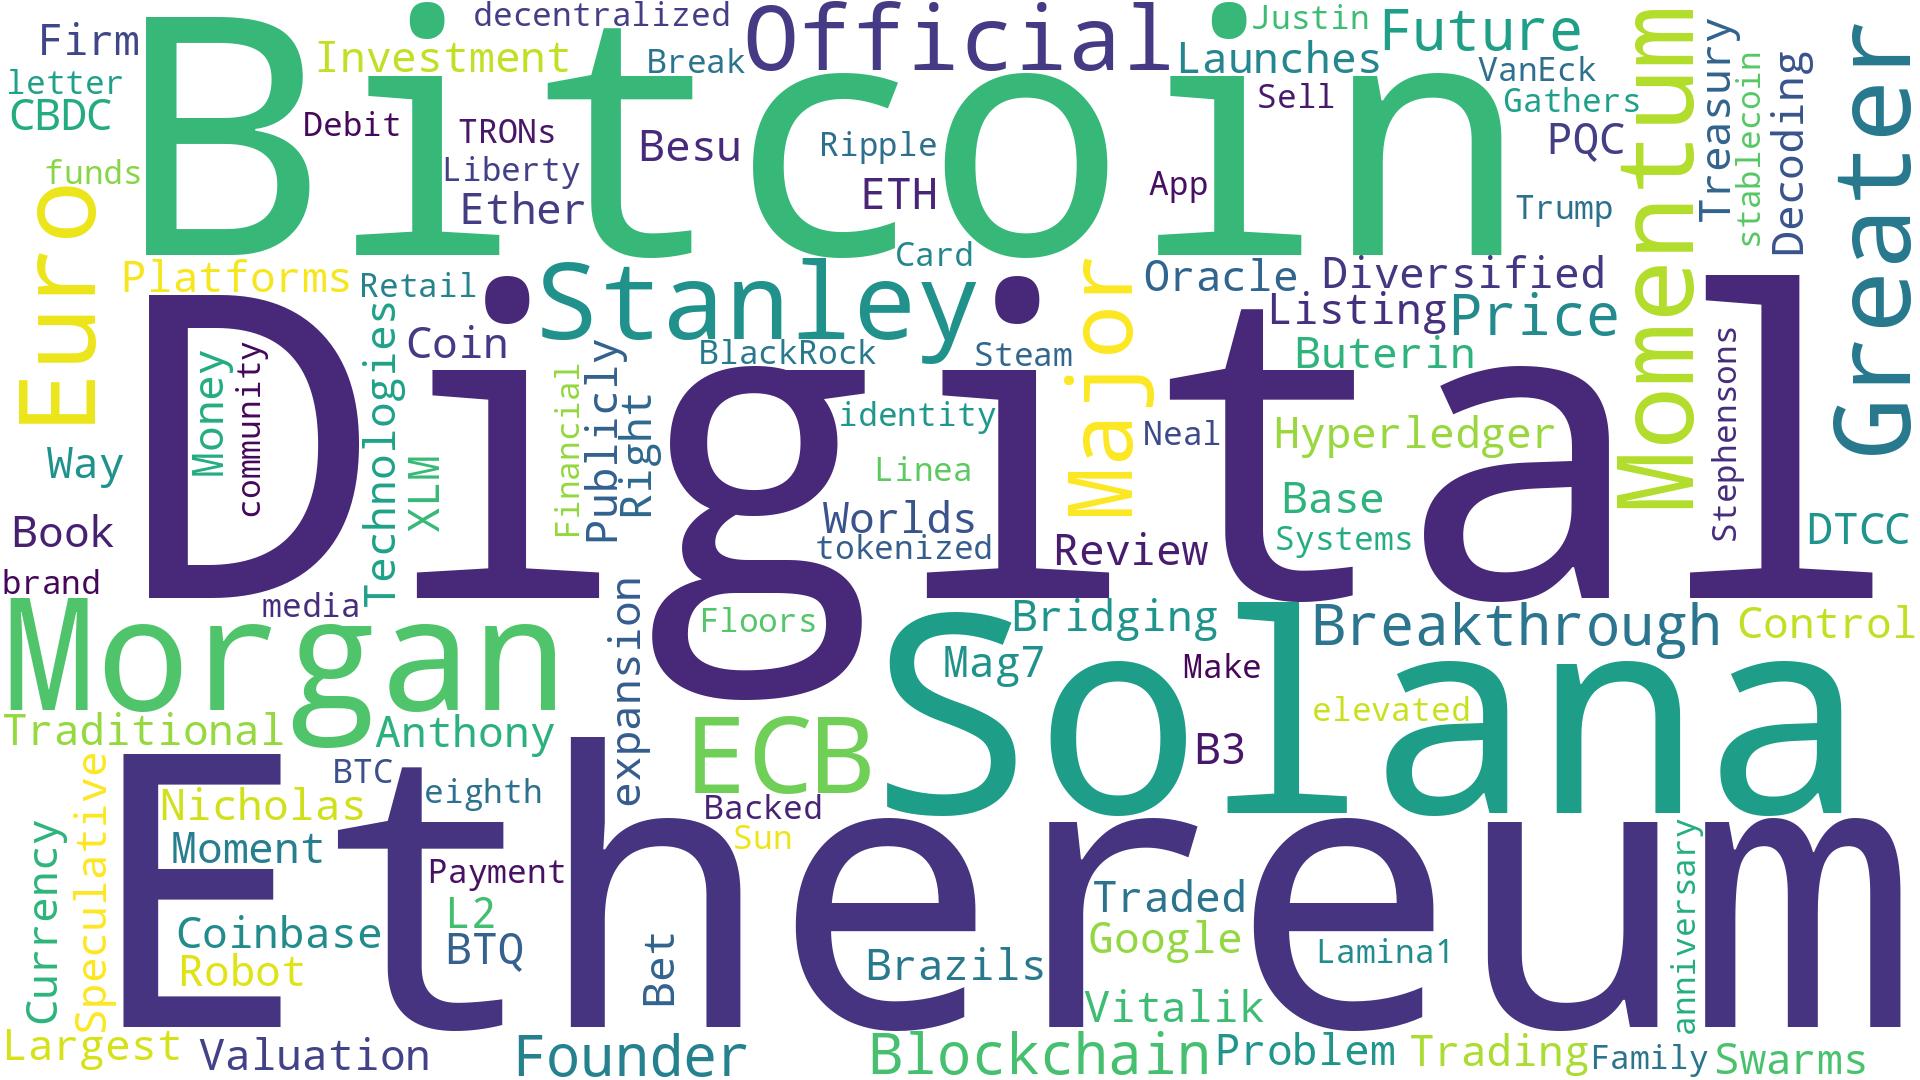 decentralized
Official
Justin
Future
Firm
Investment
Break
Launches
Momentum
Treasury
Greater
letter
VanEck
CBDC
Bitcoin
Sell
Gathers
stablecoin
Decoding
Debit
TRONs
Besu
Ripple
PQC
funds
Liberty
ETH
App
Euro
Ether
Trump
Card
Platforms
Retail
Stanley
Oracle
Diversified
Listing
Price
Coin
BlackRock
Steam
Major
Buterin
Money
community
Technologies
Digital
Financial
Publicly
Right
identity
Neal
Hyperledger
Stephensons
Way
XLM
Linea
Base
Book
Worlds
tokenized
Review
Systems
DTCC
brand
media
Morgan
expansion
Floors
Bridging
Breakthrough
Control
Mag7
Make
Solana
Traditional
Anthony
ECB
elevated
B3
BTC
eighth
Speculative
Nicholas
Backed
Moment
Sun
Currency
Payment
Ethereum
anniversary
L2
Traded
Coinbase
BTQ
Google
Robot
Bet
Brazils
Lamina1
Vitalik
Largest
Valuation
Founder
Blockchain
Problem
Trading
Family
Swarms